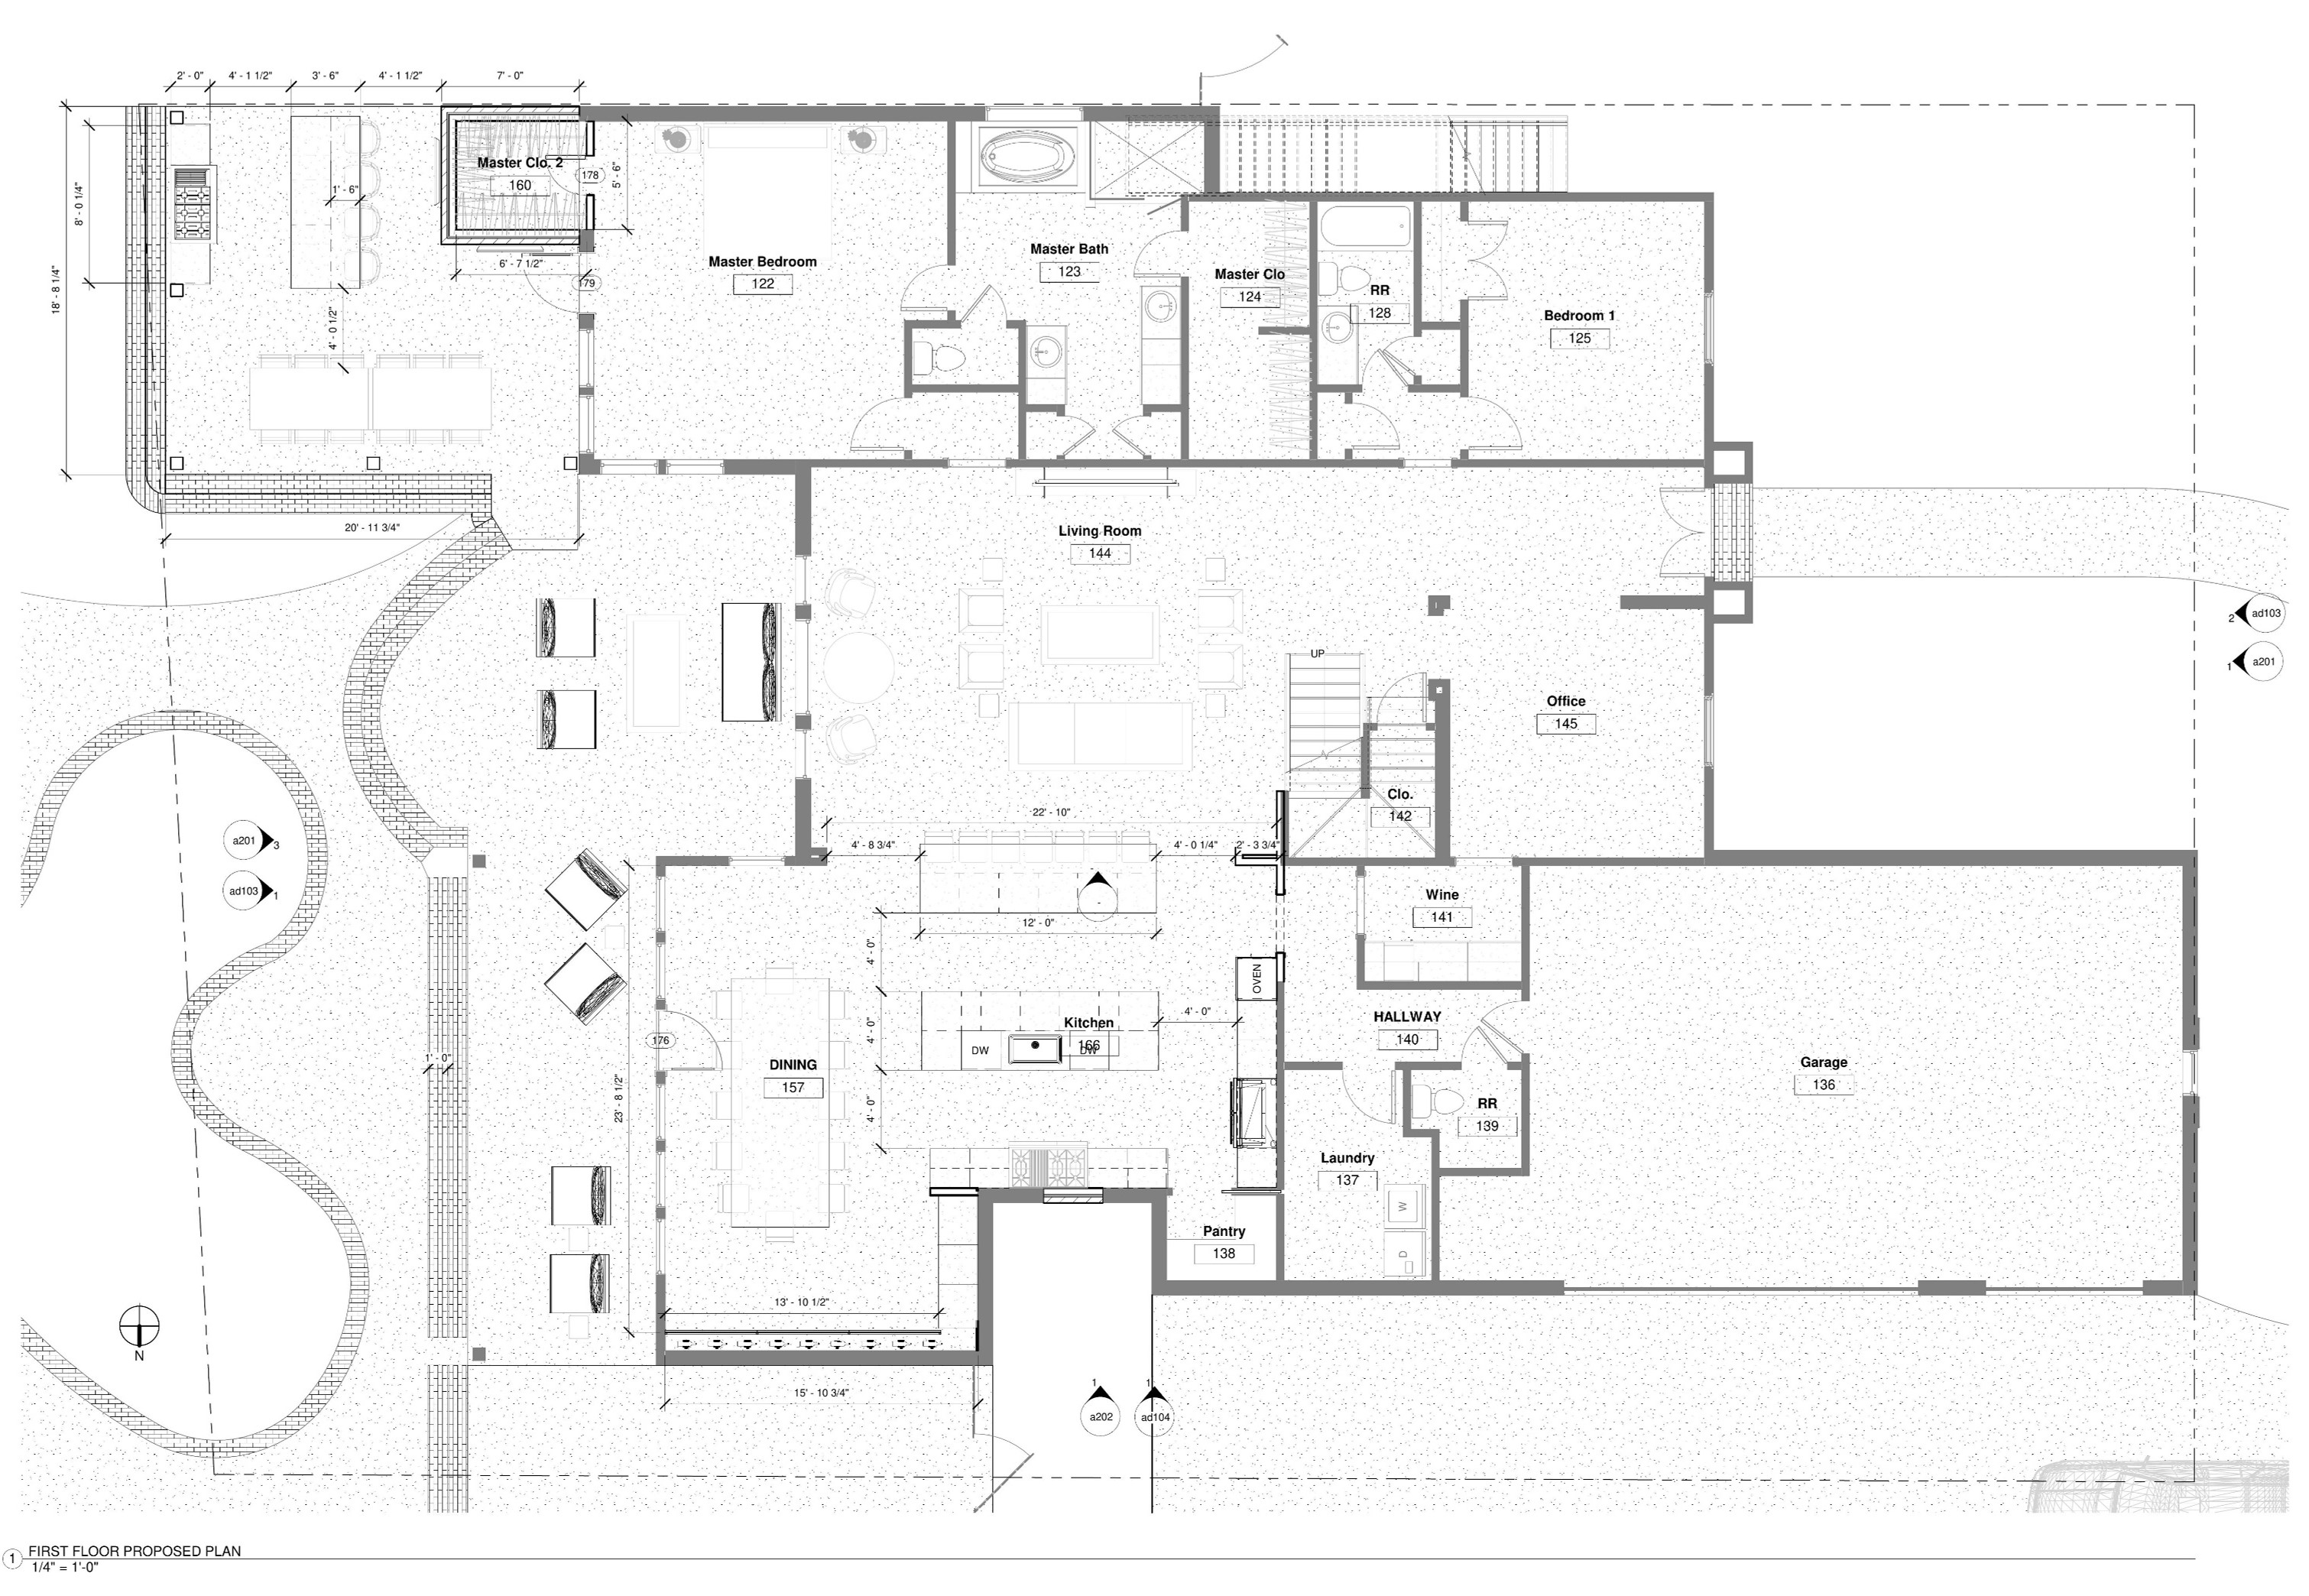 2' - 0"
4' - 1 1/2"
3' - 6"
4' - 1 1/2"
7' - 0"
Master Clo. 2
160
178
5' - 6"
1' - 6"
8' - 0 1/4"
18' - 8 1/4"
6' - 7 1/2"
179
4' - 0 1/2"
Master Bedroom
122
Master Bath
123
Master Clo
124
RR
128
Bedroom 1
125
20' - 11 3/4"
Living Room
144
2
ad103
1
a201
UP
Office
145
Clo.
142
22' - 10"
a201
3
4' - 8 3/4"
4' - 0 1/4"
2' - 3 3/4"
ad103
1
-
-
Wine
141
12' - 0"
4' - 0"
OVEN
4' - 0"
Kitchen
166
HALLWAY
140
176
DW
DW
4' - 0"
1' - 0"
DINING
157
Garage
136
23' - 8 1/2"
4' - 0"
RR
139
Laundry
137
W
Pantry
138
D
13' - 10 1/2"
N
15' - 10 3/4"
1
a202
1
ad104
1
FIRST FLOOR PROPOSED PLAN
1/4" = 1'-0"